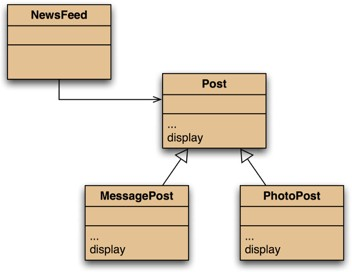 NewsFeed
Post
...
display
MessagePost
...
display
PhotoPost
...
display